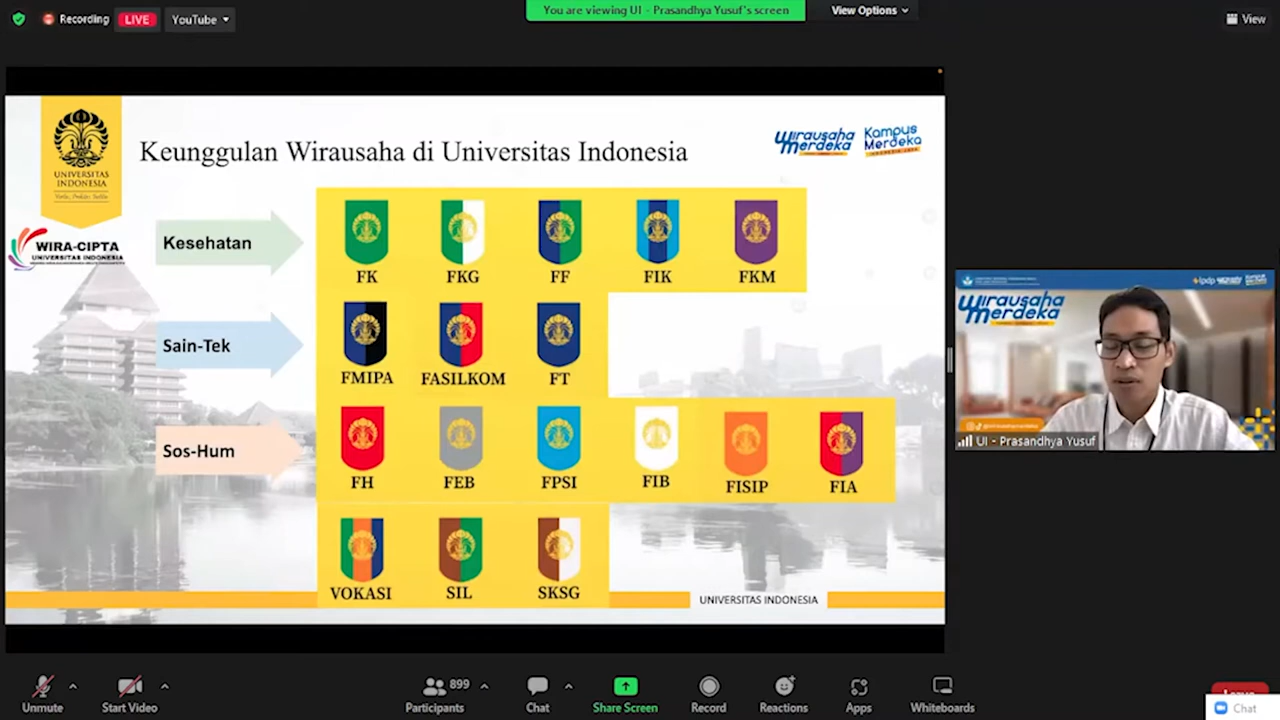 Recording
LIVE
YouTube
You are viewing UI - Prasandhya Yusuf's screen
View Options
View
UNIVERSITAS
INDONESIA
Keunggulan Wirausaha di Universitas Indonesia
Wirausaha
Merdeka
Kampus
Merdeka
WIRA-CIPTA
UNIVERSITAS INDONESIA
Kesehatan
FK
FKG
FF
FIK
FKM
Sain-Tek
FMIPA
FASILKOM
FT
Sos-Hum
FH
FEB
FPSI
FIB
FISIP
FIA
VOKASI
SIL
SKSG
UNIVERSITAS INDONESIA
lpdp
Wirausaha
Merdeka
UI - Prasandhya Yusuf
Unmute
Start Video
899
Participants
Chat
Share Screen
Record
Reactions
Apps
Whiteboards
Chat